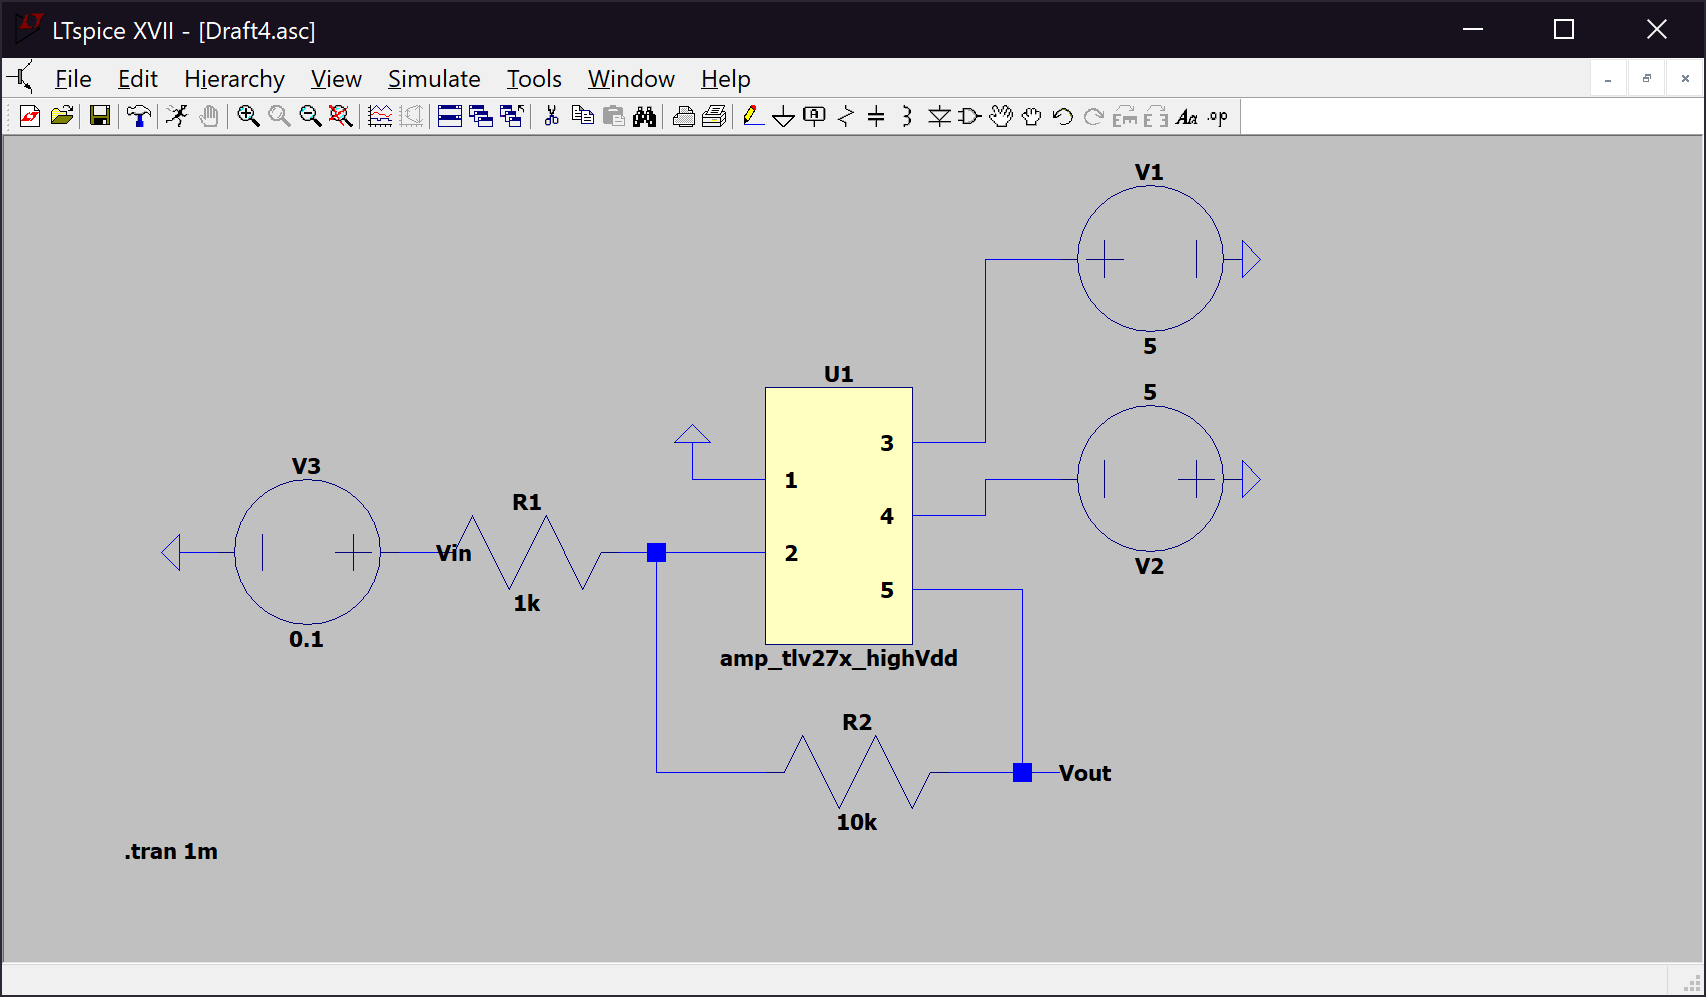 LTspice XVII - [Draft4.asc]
File Edit Hierarchy View Simulate Tools Window Help
V1
5
U1
5
3
V3
1
R1
4
Vin
2
V2
5
1k
0.1
amp_tlv27x_highVdd
R2
Vout
10k
.tran 1m